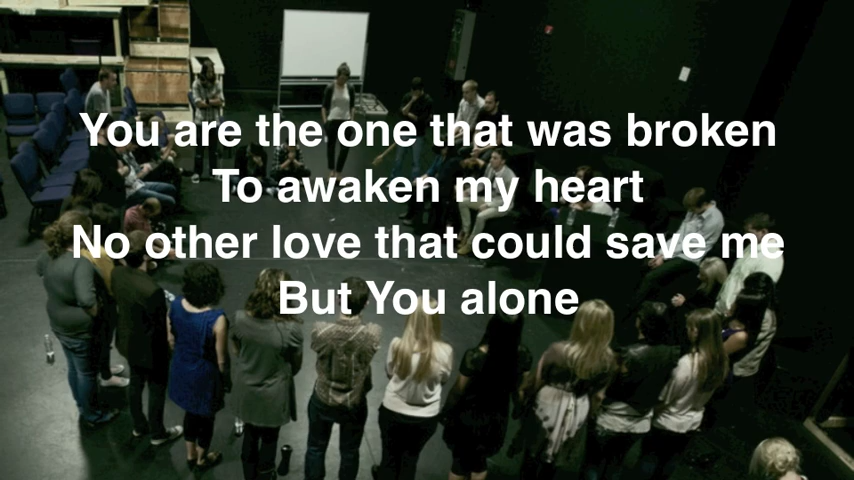 You are the one that was broken
To awaken my heart
No other love that could save me
But You alone